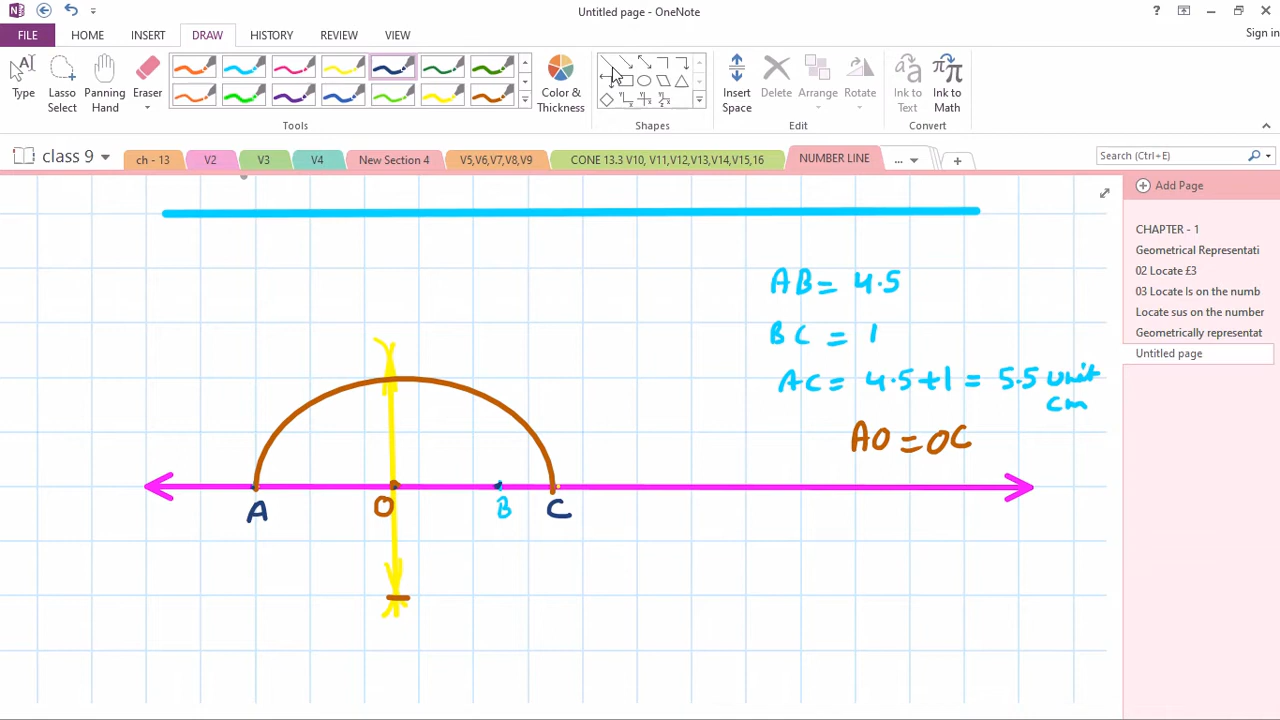 Untitled page - OneNote
?
FILE HOME INSERT DRAW HISTORY REVIEW VIEW
Sign in
Type
Lasso Select
Panning Hand
Eraser
Color & Thickness
Insert Space
Delete
Arrange
Rotate
Ink to Text
Ink to Math
Tools
Shapes
Edit
Convert
class 9
ch - 13 V2 V3 V4 New Section 4 V5,V6,V7,V8,V9 CONE 13.3 V10, V11,V12,V13,V14,V15,16 NUMBER LINE ...
Search (Ctrl+E)
Add Page
CHAPTER - 1
Geometrical Representati
02 Locate £3
03 Locate ls on the numb
Locate sus on the number
Geometrically representat
Untitled page
AB = 4.5
BC = 1
AC = 4.5+1 = 5.5 unit
cm
AO = OC
A O B C